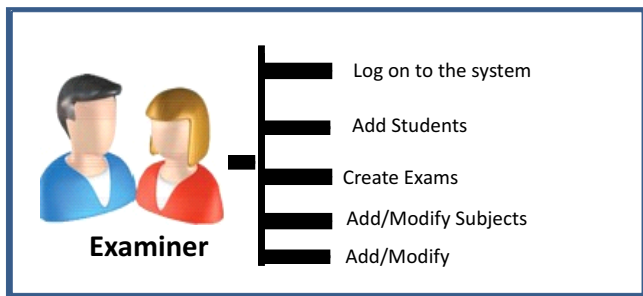 Log on to the system
Add Students
Create Exams
Add/Modify Subjects
Examiner
Add/Modify